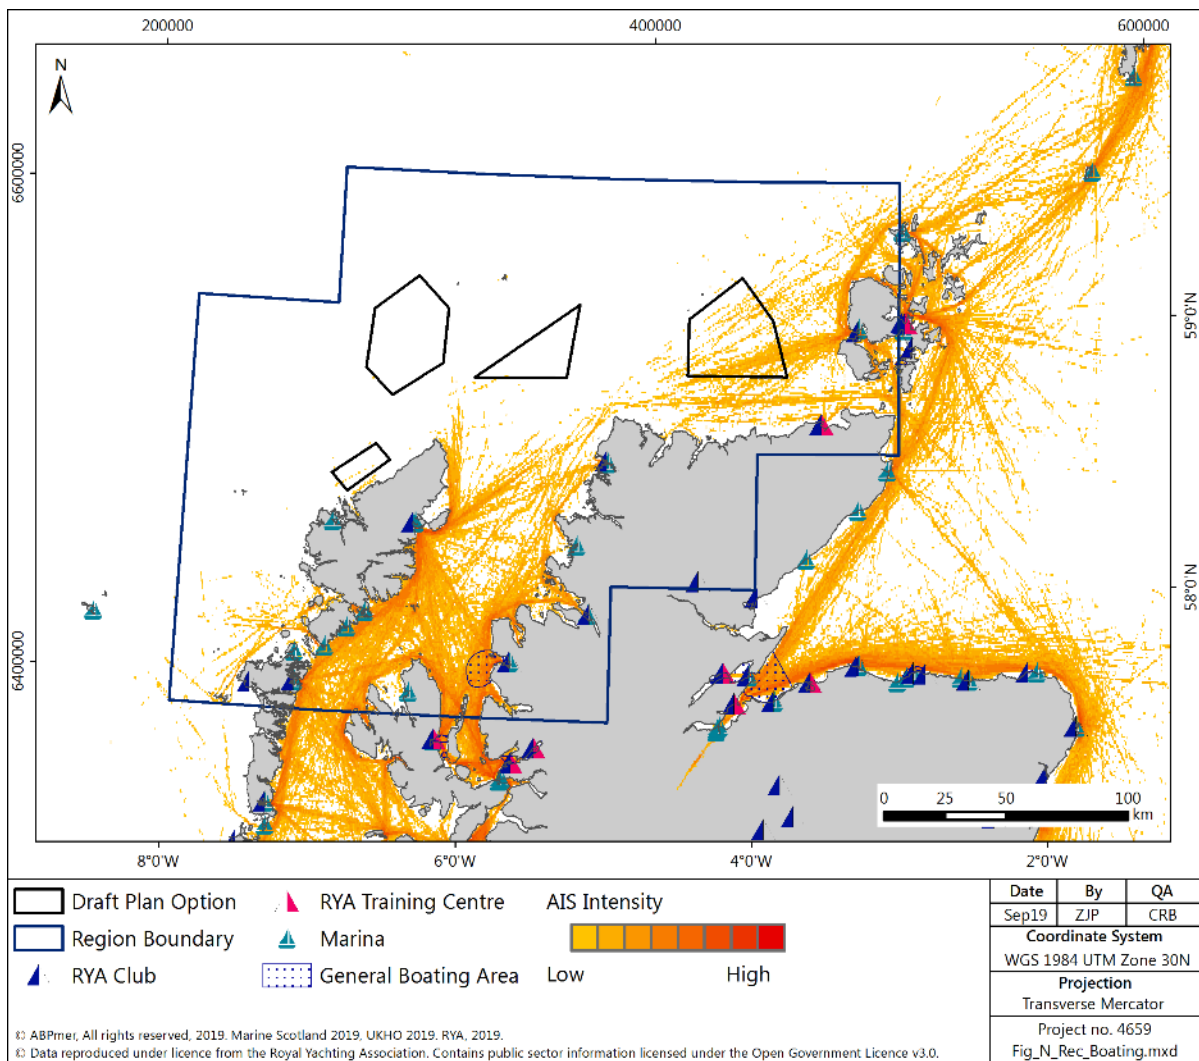 200000 400000 600000
N
6600000
6400000
59°0'N
58°0'N
0 25 50 100
km
8°0'W 6°0'W 4°0'W 2°0'W
Draft Plan Option
Region Boundary
RYA Club
RYA Training Centre
Marina
General Boating Area
AIS Intensity
Low High
Date By QA
Sep19 ZJP CRB
Coordinate System
WGS 1984 UTM Zone 30N
Projection
Transverse Mercator
Project no. 4659
Fig_N_Rec_Boating.mxd
© ABPmer, All rights reserved, 2019. Marine Scotland 2019, UKHO 2019. RYA, 2019.
© Data reproduced under licence from the Royal Yachting Association. Contains public sector information licensed under the Open Government Licence v3.0.